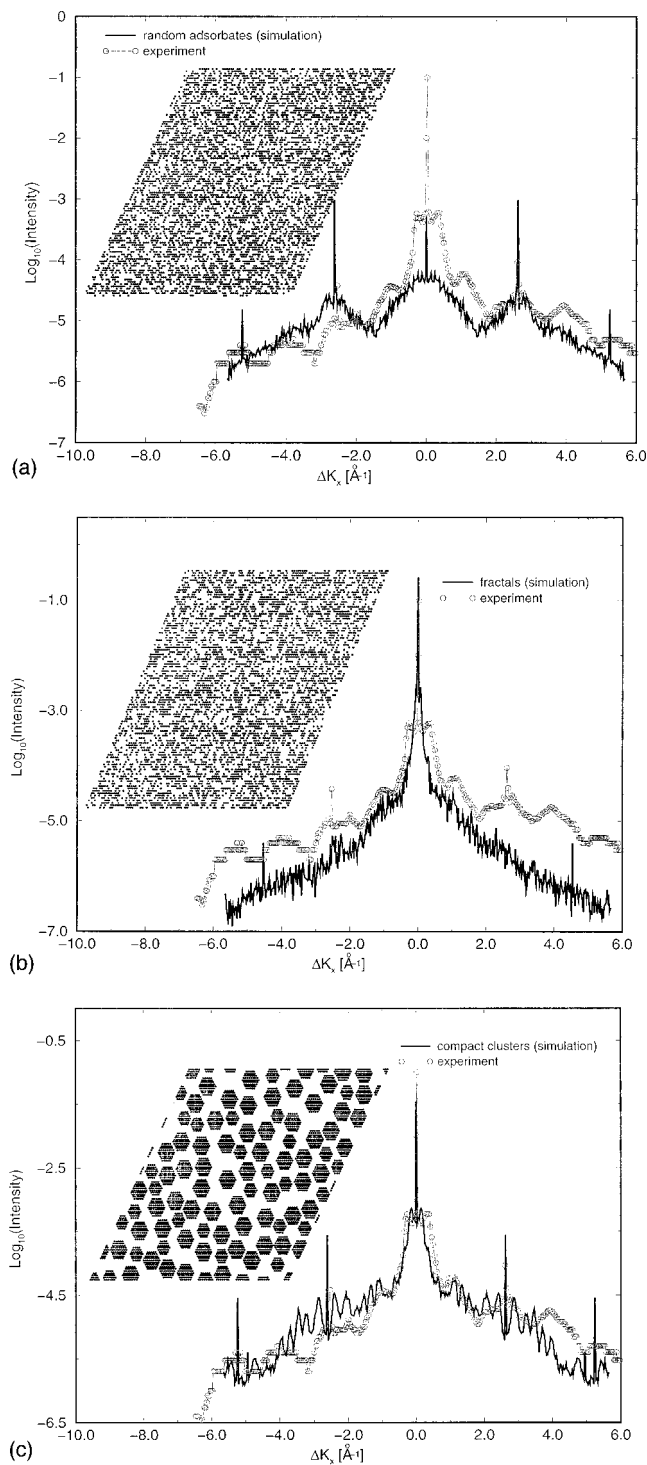 0
random adsorbates (simulation)
experiment
−1
−2
−3
Log10(Intensity)
−4
−5
−6
−7
−10.0 −8.0 −6.0 −4.0 −2.0 0.0 2.0 4.0 6.0
(a)
ΔKx [Å-1]
fractals (simulation)
experiment
−1.0
−3.0
Log10(Intensity)
−5.0
−7.0
−10.0 −8.0 −6.0 −4.0 −2.0 0.0 2.0 4.0 6.0
(b)
ΔKx [Å-1]
−0.5
compact clusters (simulation)
experiment
−2.5
Log10(Intensity)
−4.5
−6.5
−10.0 −8.0 −6.0 −4.0 −2.0 0.0 2.0 4.0 6.0
(c)
ΔKx [Å-1]